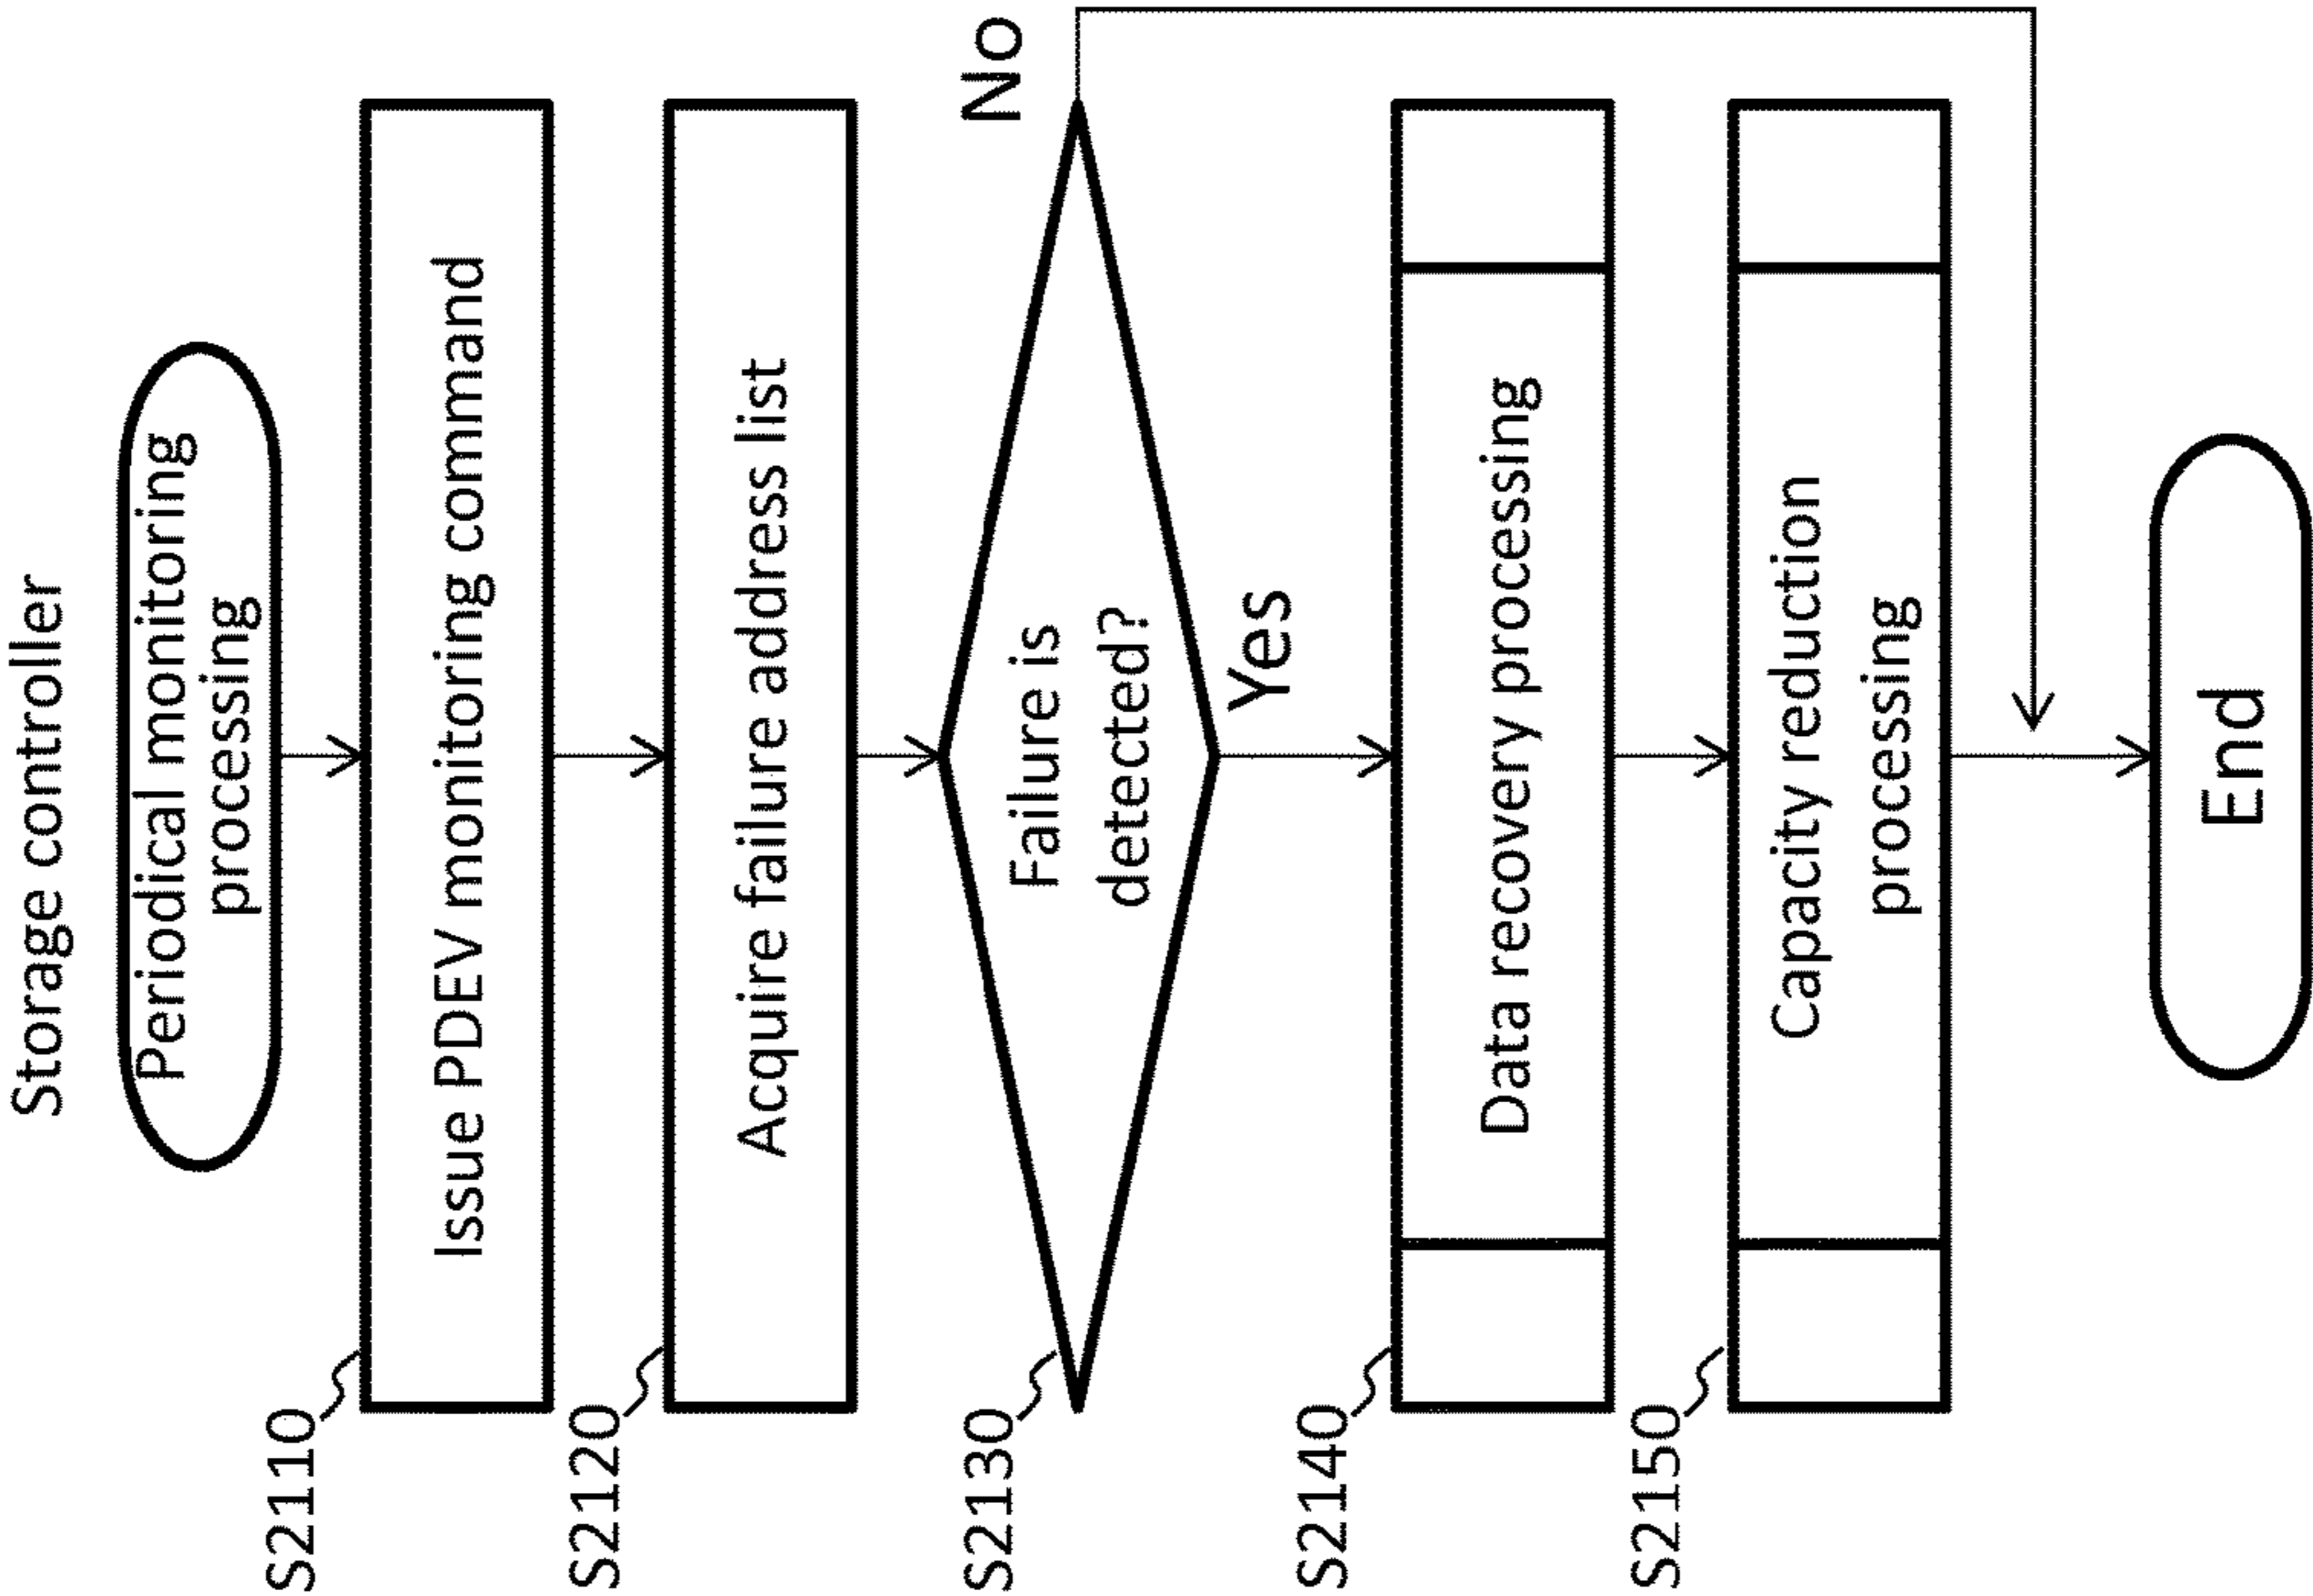 Storage controller
Periodical monitoring
processing
S2110
Issue PDEV monitoring command
S2120
Acquire failure address list
S2130
Failure is
detected?
No
Yes
S2140
Data recovery processing
S2150
Capacity reduction
processing
End